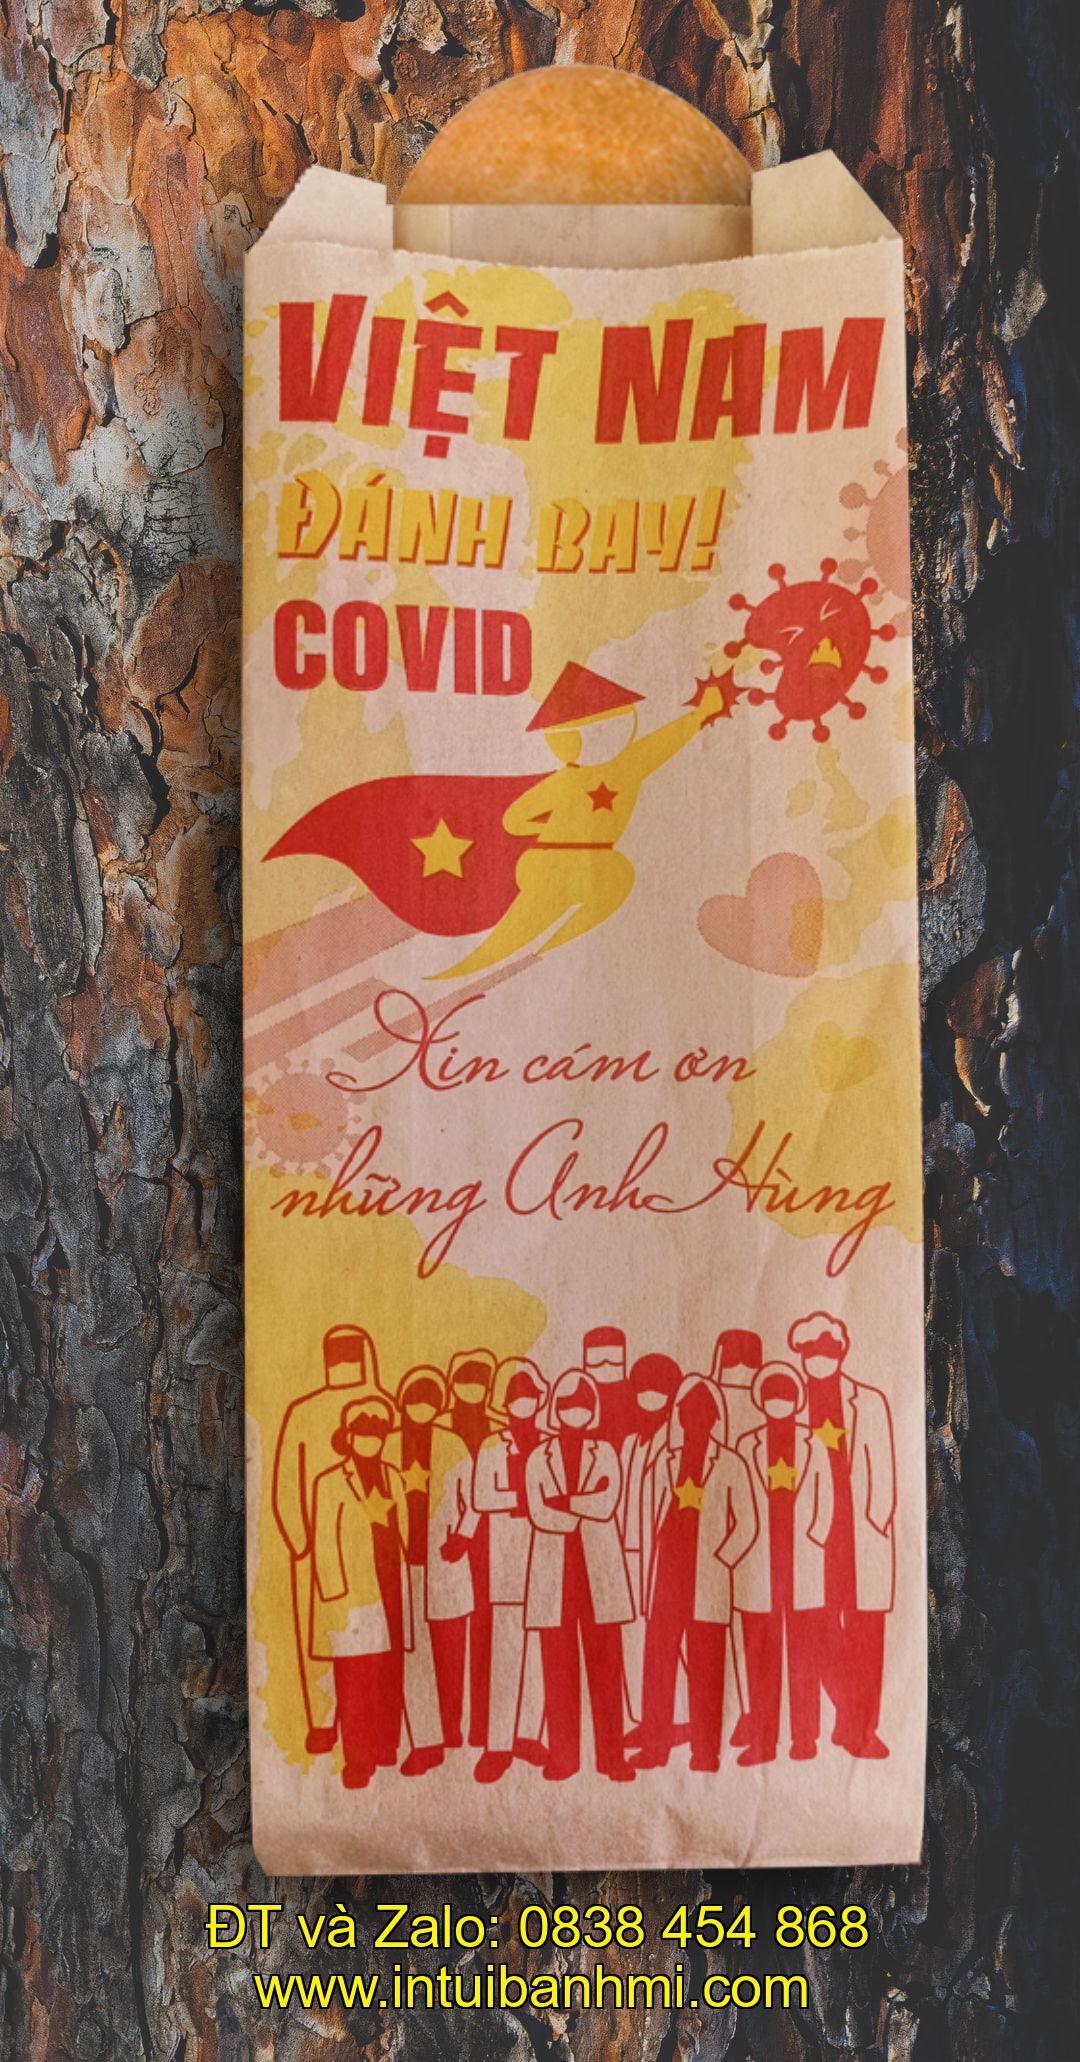 VIỆT NAM
ĐÁNH BAY!
COVID
Xin cám ơn
những Anh Hùng
ĐT và Zalo: 0838 454 868
www.intuibanhmi.com